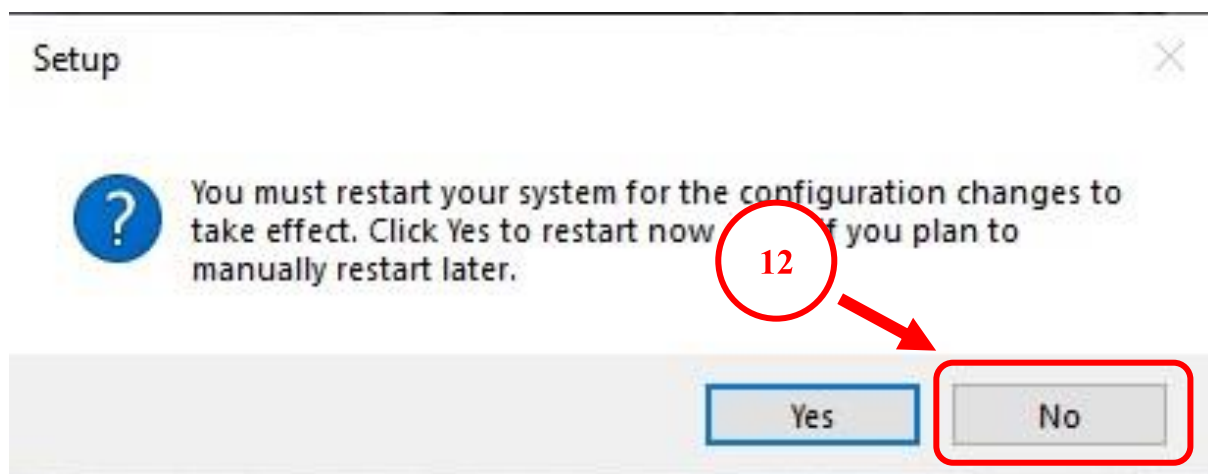 Setup
You must restart your system for the configuration changes to
take effect. Click Yes to restart now f you plan to
manually restart later.
12
Yes
No